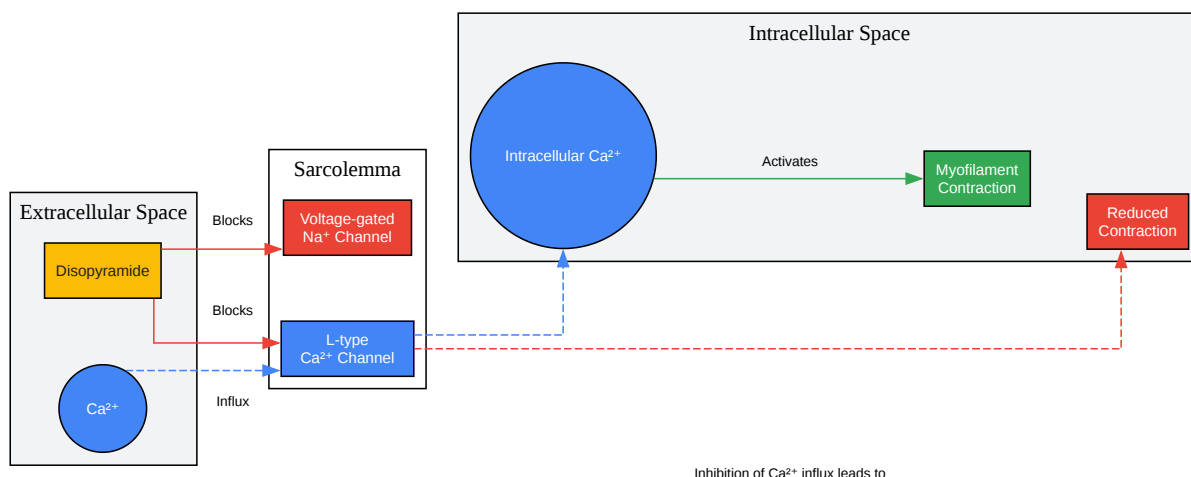 Intracellular Space
Intracellular Ca²⁺
Activates
Myofilament
Contraction
Reduced
Contraction
Sarcolemma
Voltage-gated
Na⁺ Channel
L-type
Ca²⁺ Channel
Extracellular Space
Disopyramide
Ca²⁺
Blocks
Blocks
Influx
Inhibition of Ca²⁺ influx leads to